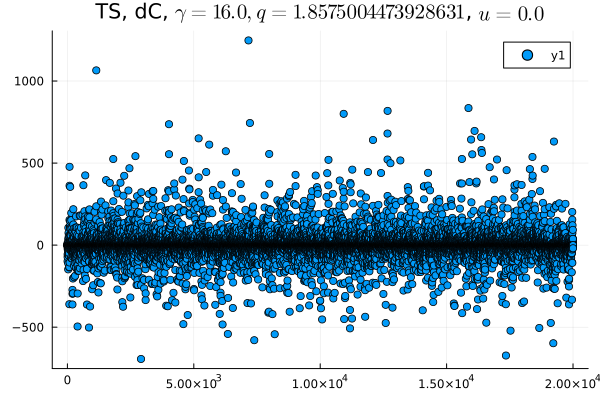 TS, dC, γ = 16.0, q = 1.8575004473928631, u = 0.0
y1
1000
500
0
−500
0 5.00×10³ 1.00×10⁴ 1.50×10⁴ 2.00×10⁴